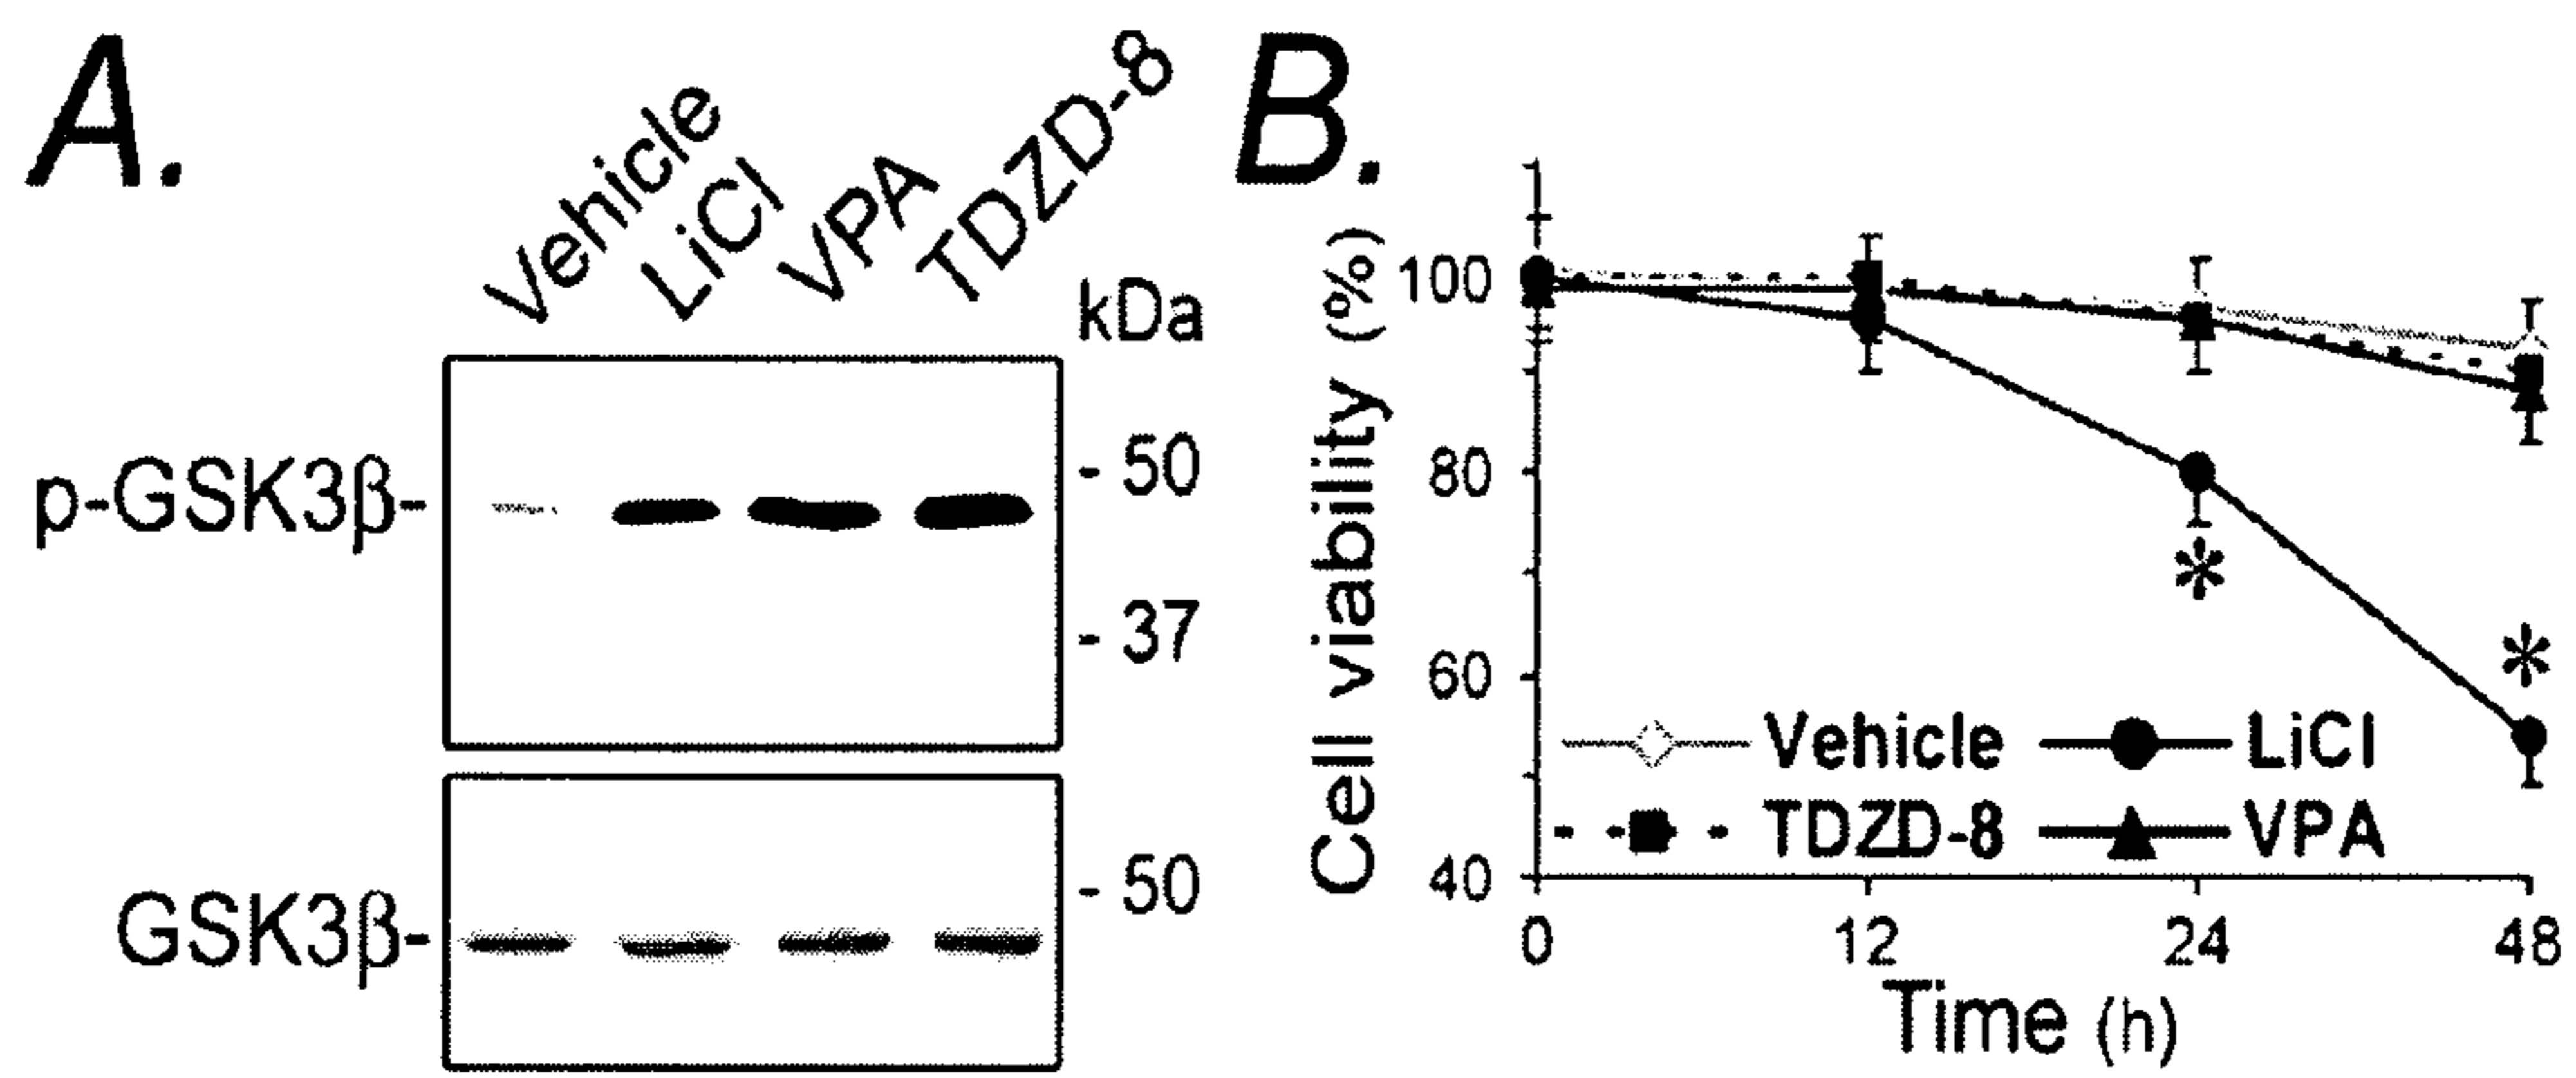 A.
Vehicle
LiCl
VPA
TDZD-8
kDa
p-GSK3β-
- 50
- 37
GSK3β-
- 50
B.
Cell viability (%)
100
80
60
40
*
*
Vehicle
LiCl
TDZD-8
VPA
0 12 24 48
Time (h)